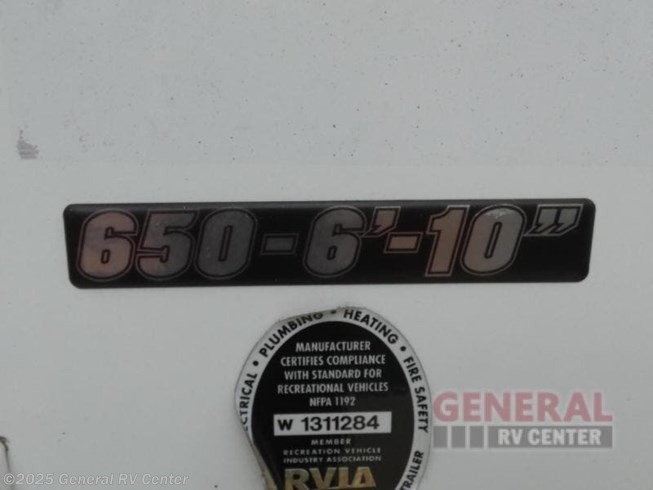 650-6'-10"
ELECTRICAL • PLUMBING • HEATING • FIRE SAFETY
MANUFACTURER
CERTIFIES COMPLIANCE
WITH STANDARD FOR
RECREATIONAL VEHICLES
NFPA 1192
W 1311284
MEMBER
RECREATION VEHICLE
INDUSTRY ASSOCIATION
RVIA
TRAILER
GENERAL
RV CENTER
©2025 General RV Center